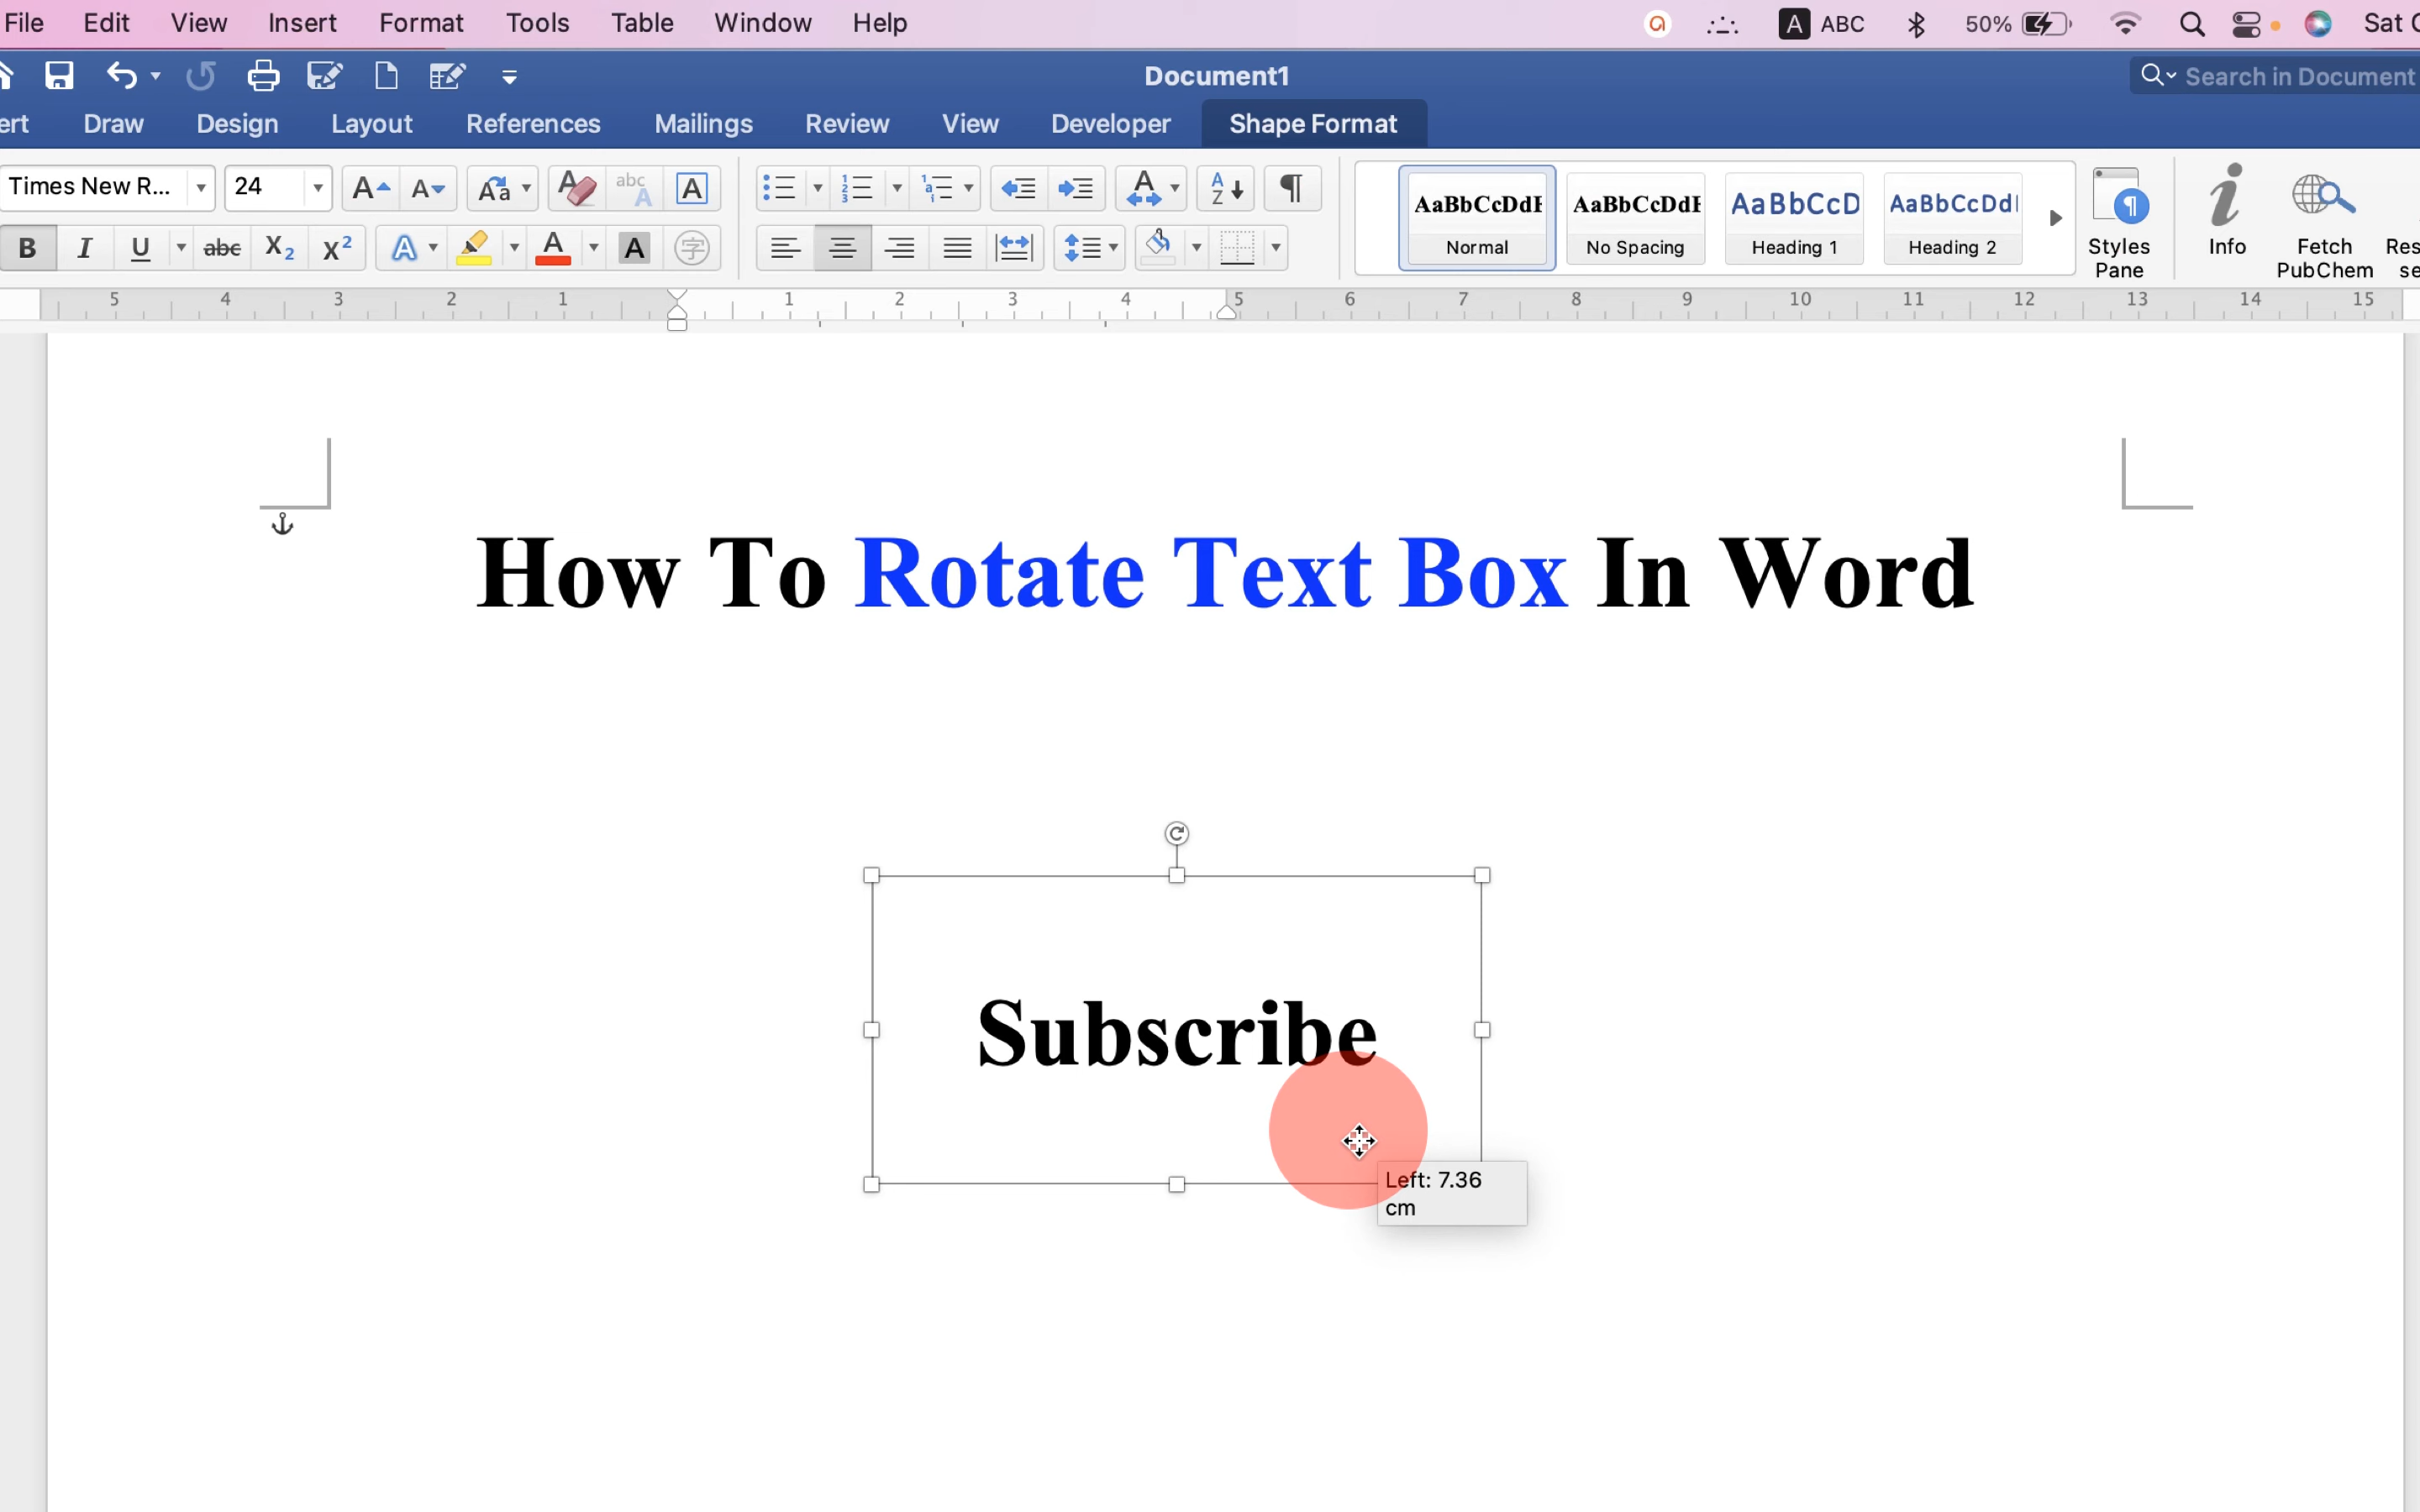 File Edit View Insert Format Tools Table Window Help A ABC 50% Sat
Document1 Search in Document
Draw Design Layout References Mailings Review View Developer Shape Format
Times New R... 24
AaBbCcDdE AaBbCcDdE AaBbCcD AaBbCcDd
Normal No Spacing Heading 1 Heading 2 Styles Pane Info Fetch PubChem
5 4 3 2 1 1 2 3 4 5 6 7 8 9 10 11 12 13 14 15
How To Rotate Text Box In Word
Subscribe
Left: 7.36
cm